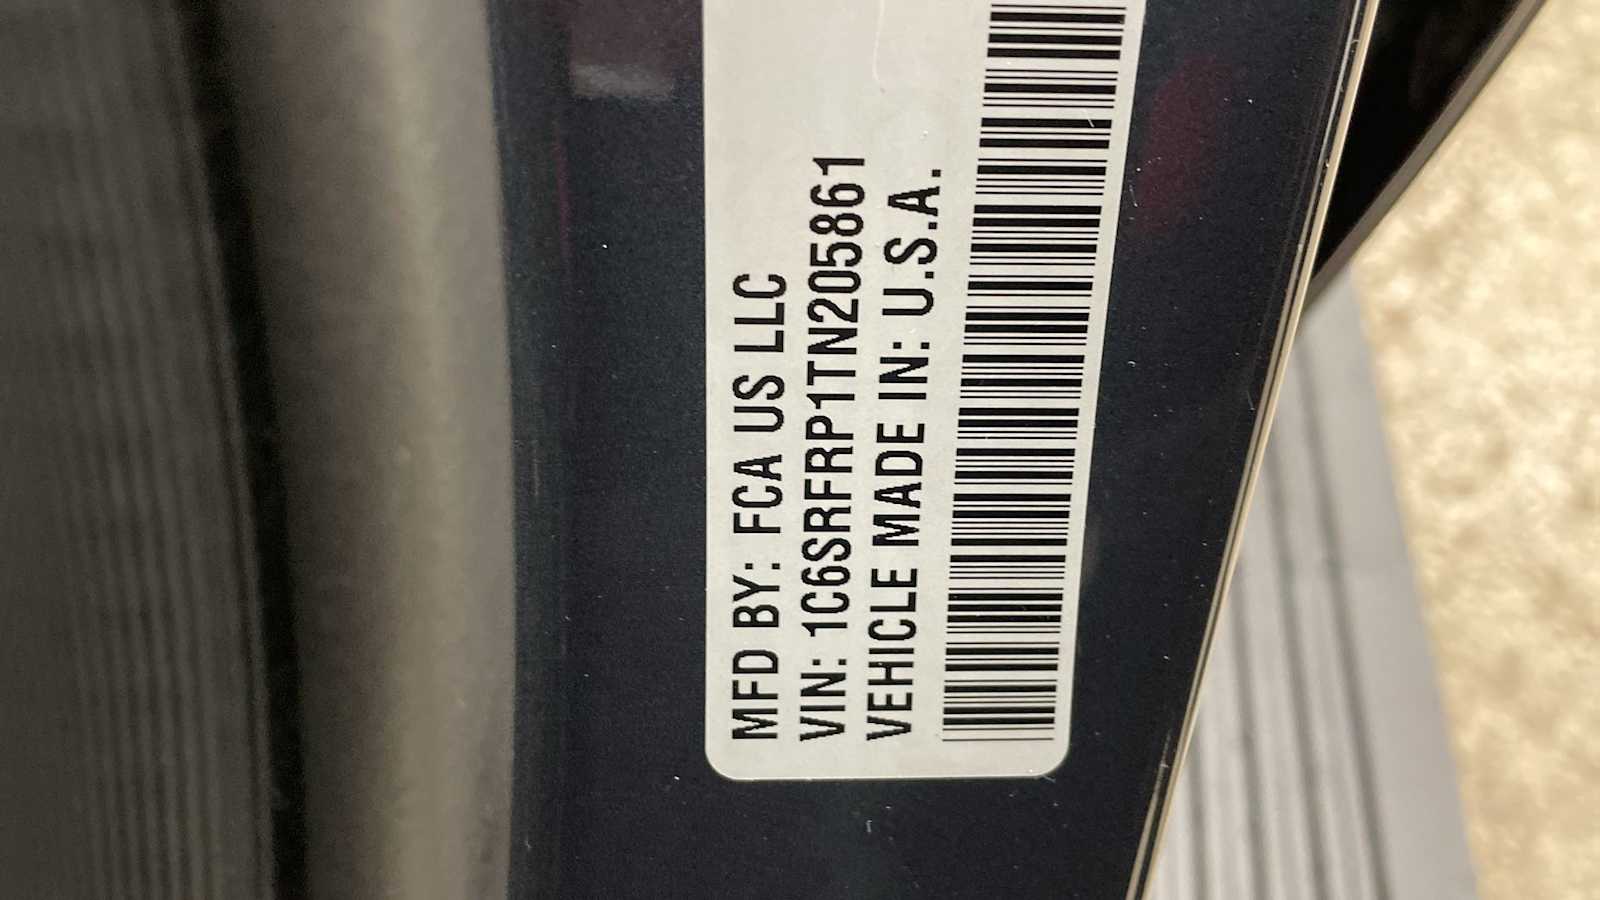 MFD BY: FCA US LLC
VIN: 1C6SRFRP1TN205861
VEHICLE MADE IN: U.S.A.